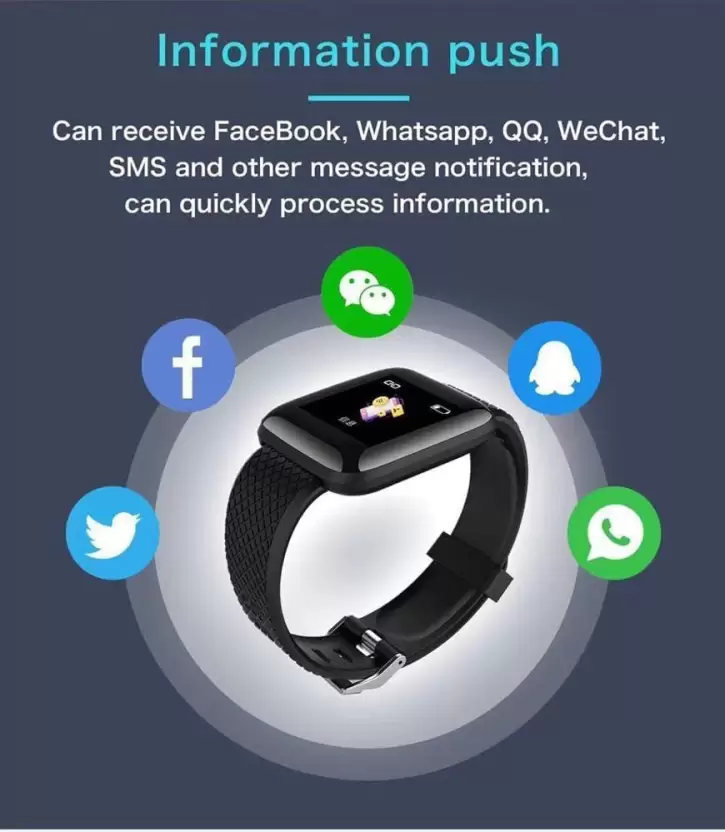 Information push
Can receive FaceBook, Whatsapp, QQ, WeChat,
SMS and other message notification,
can quickly process information.